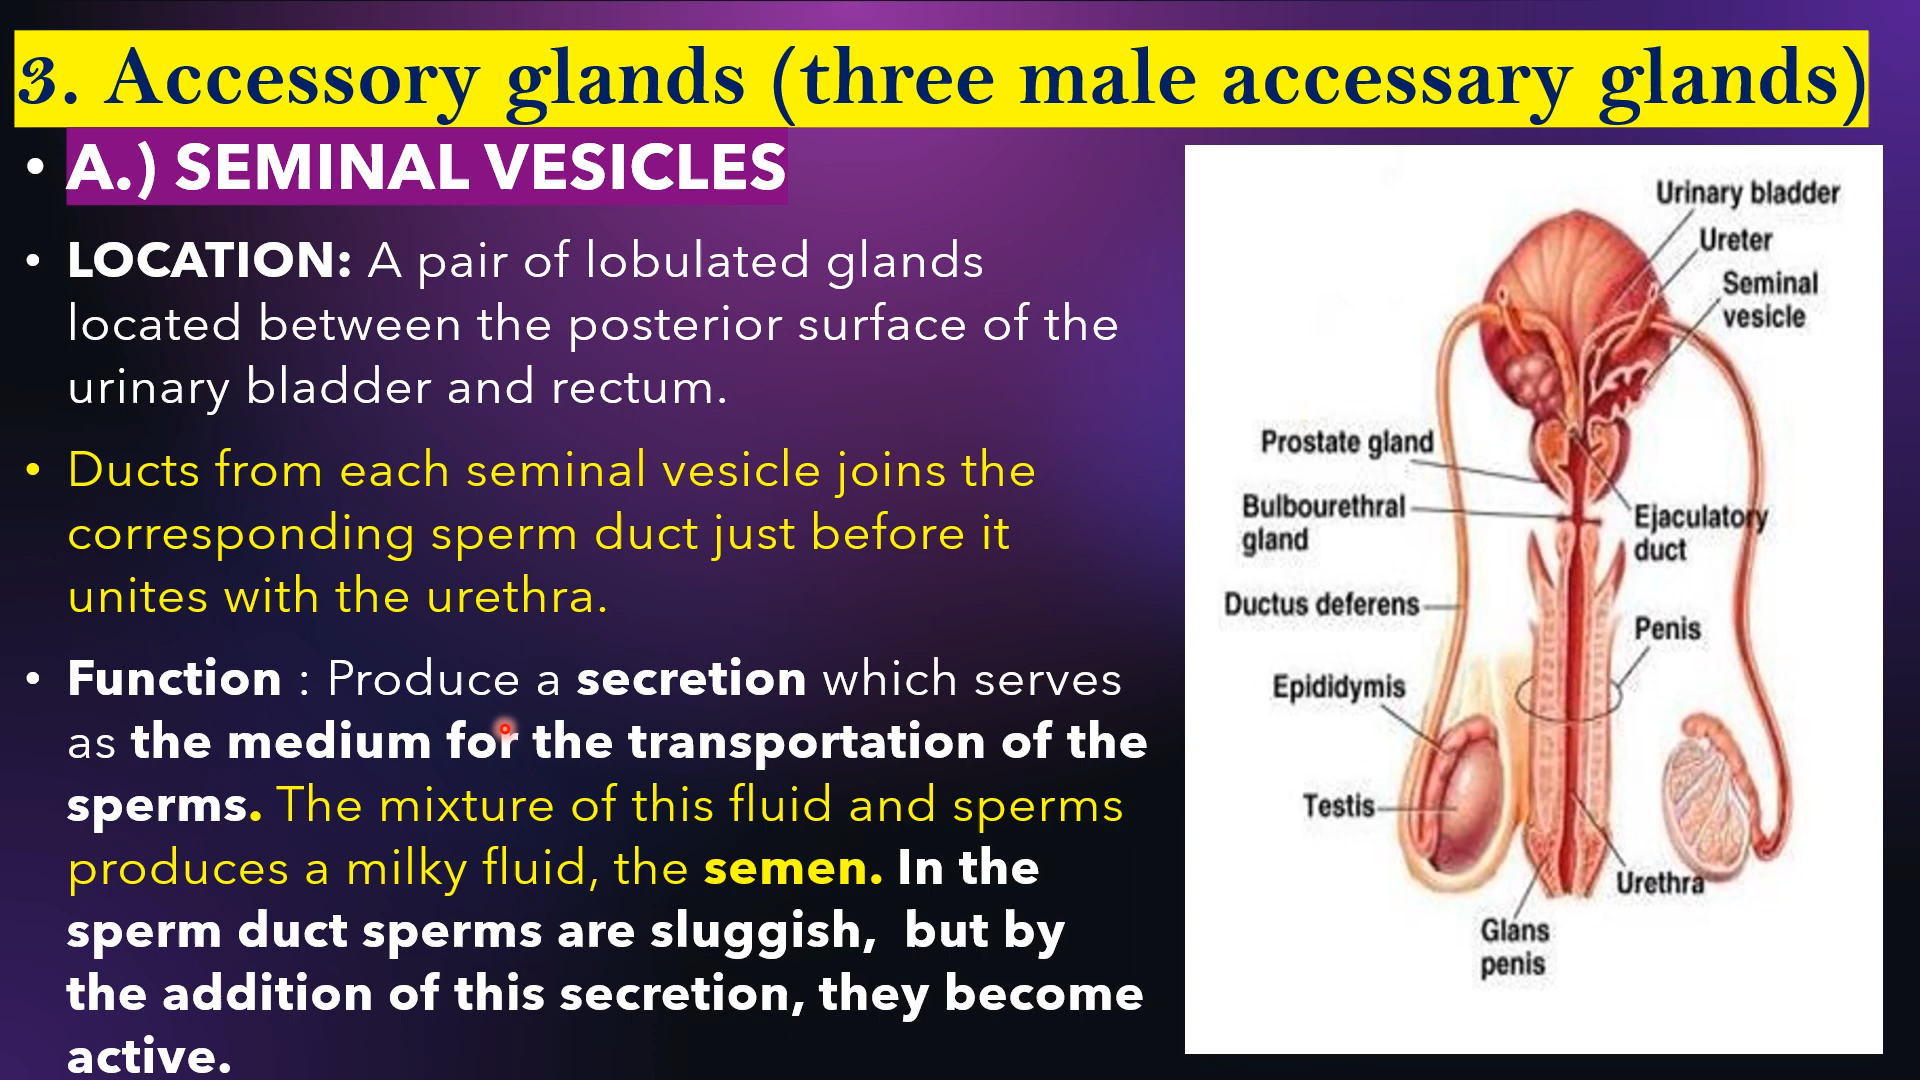 3. Accessory glands (three male accessary glands)
• A.) SEMINAL VESICLES
• LOCATION: A pair of lobulated glands
located between the posterior surface of the
urinary bladder and rectum.
• Ducts from each seminal vesicle joins the
corresponding sperm duct just before it
unites with the urethra.
• Function : Produce a secretion which serves
as the medium for the transportation of the
sperms. The mixture of this fluid and sperms
produces a milky fluid, the semen. In the
sperm duct sperms are sluggish, but by
the addition of this secretion, they become
active.
Urinary bladder
Ureter
Seminal
vesicle
Prostate gland
Bulbourethral
gland
Ejaculatory
duct
Ductus deferens
Penis
Epididymis
Testis
Urethra
Glans
penis